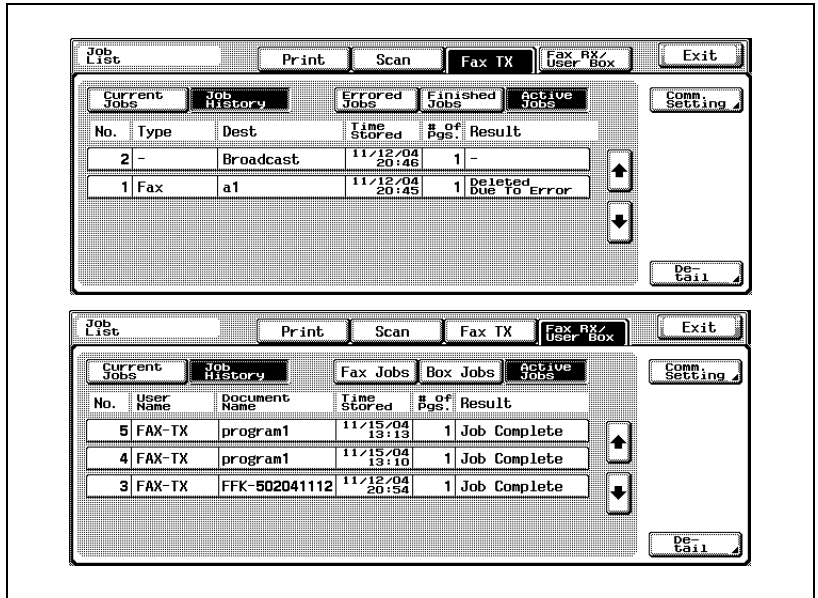 Job
List
Print
Scan
Fax TX
Fax RX/
User Box
Exit
Current
Jobs
Job
History
Errored
Jobs
Finished
Jobs
Active
Jobs
Comm.
Setting
No. Type Dest Time
Stored # of
Pgs. Result
2 - Broadcast 11/12/04
20:46 1 -
1 Fax a1 11/12/04
20:45 1 Deleted
Due To Error
De-
tail
Job
List
Print
Scan
Fax TX
Fax RX/
User Box
Exit
Current
Jobs
Job
History
Fax Jobs
Box Jobs
Active
Jobs
Comm.
Setting
No. User
Name Document
Name Time
Stored # of
Pgs. Result
5 FAX-TX program1 11/15/04
13:13 1 Job Complete
4 FAX-TX program1 11/15/04
13:10 1 Job Complete
3 FAX-TX FFK-502041112 11/12/04
20:54 1 Job Complete
De-
tail